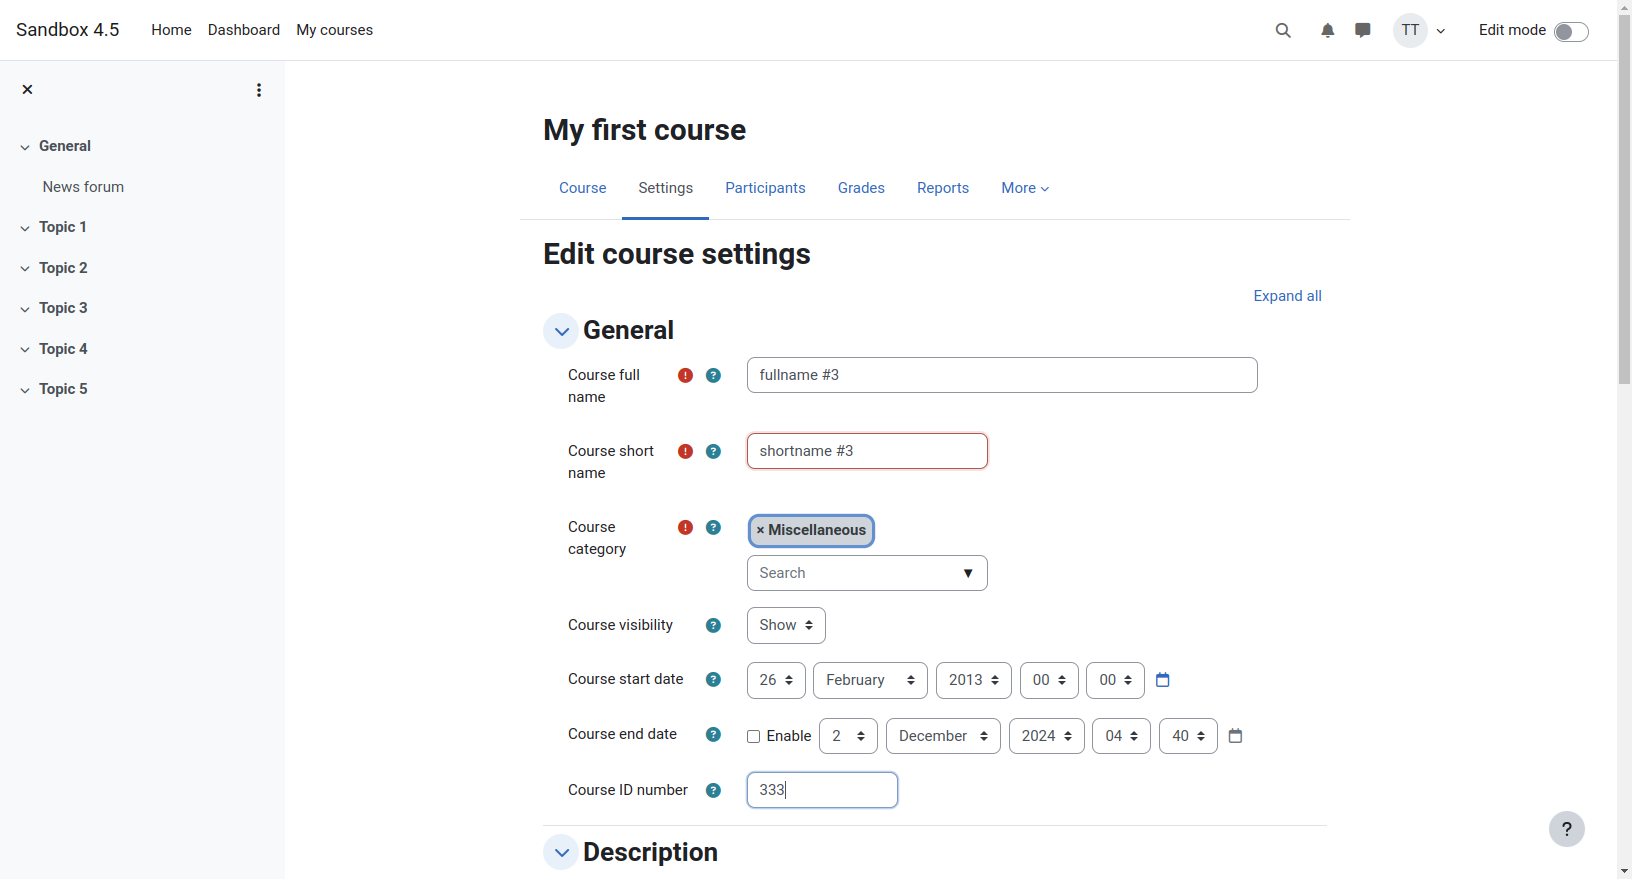 Sandbox 4.5 Home Dashboard My courses TT Edit mode
General
News forum
Topic 1
Topic 2
Topic 3
Topic 4
Topic 5
My first course
Course Settings Participants Grades Reports More
Edit course settings
Expand all
General
Course full name fullname #3
Course short name shortname #3
Course category × Miscellaneous
Search ▼
Course visibility Show
Course start date 26 February 2013 00 00
Course end date Enable 2 December 2024 04 40
Course ID number 333
?
Description